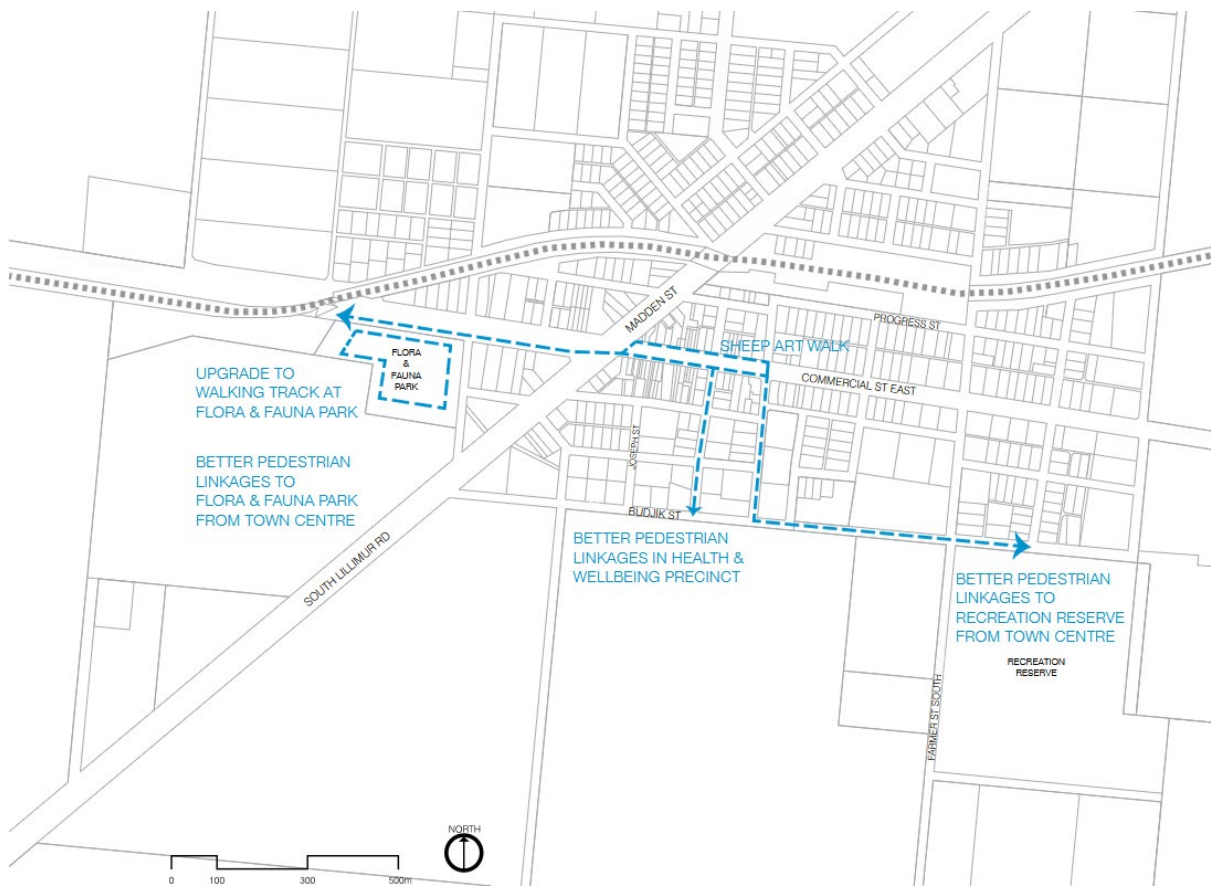 MADDEN ST
PROGRESS ST
SHEEP ART WALK
COMMERCIAL ST EAST
FLORA
&
FAUNA
PARK
UPGRADE TO
WALKING TRACK AT
FLORA & FAUNA PARK
BETTER PEDESTRIAN
LINKAGES TO
FLORA & FAUNA PARK
FROM TOWN CENTRE
JOSEPH ST
BUDJIK ST
SOUTH LILLIMUR RD
BETTER PEDESTRIAN
LINKAGES IN HEALTH &
WELLBEING PRECINCT
BETTER PEDESTRIAN
LINKAGES TO
RECREATION RESERVE
FROM TOWN CENTRE
RECREATION
RESERVE
FARMER ST SOUTH
NORTH
0 100 300 500m